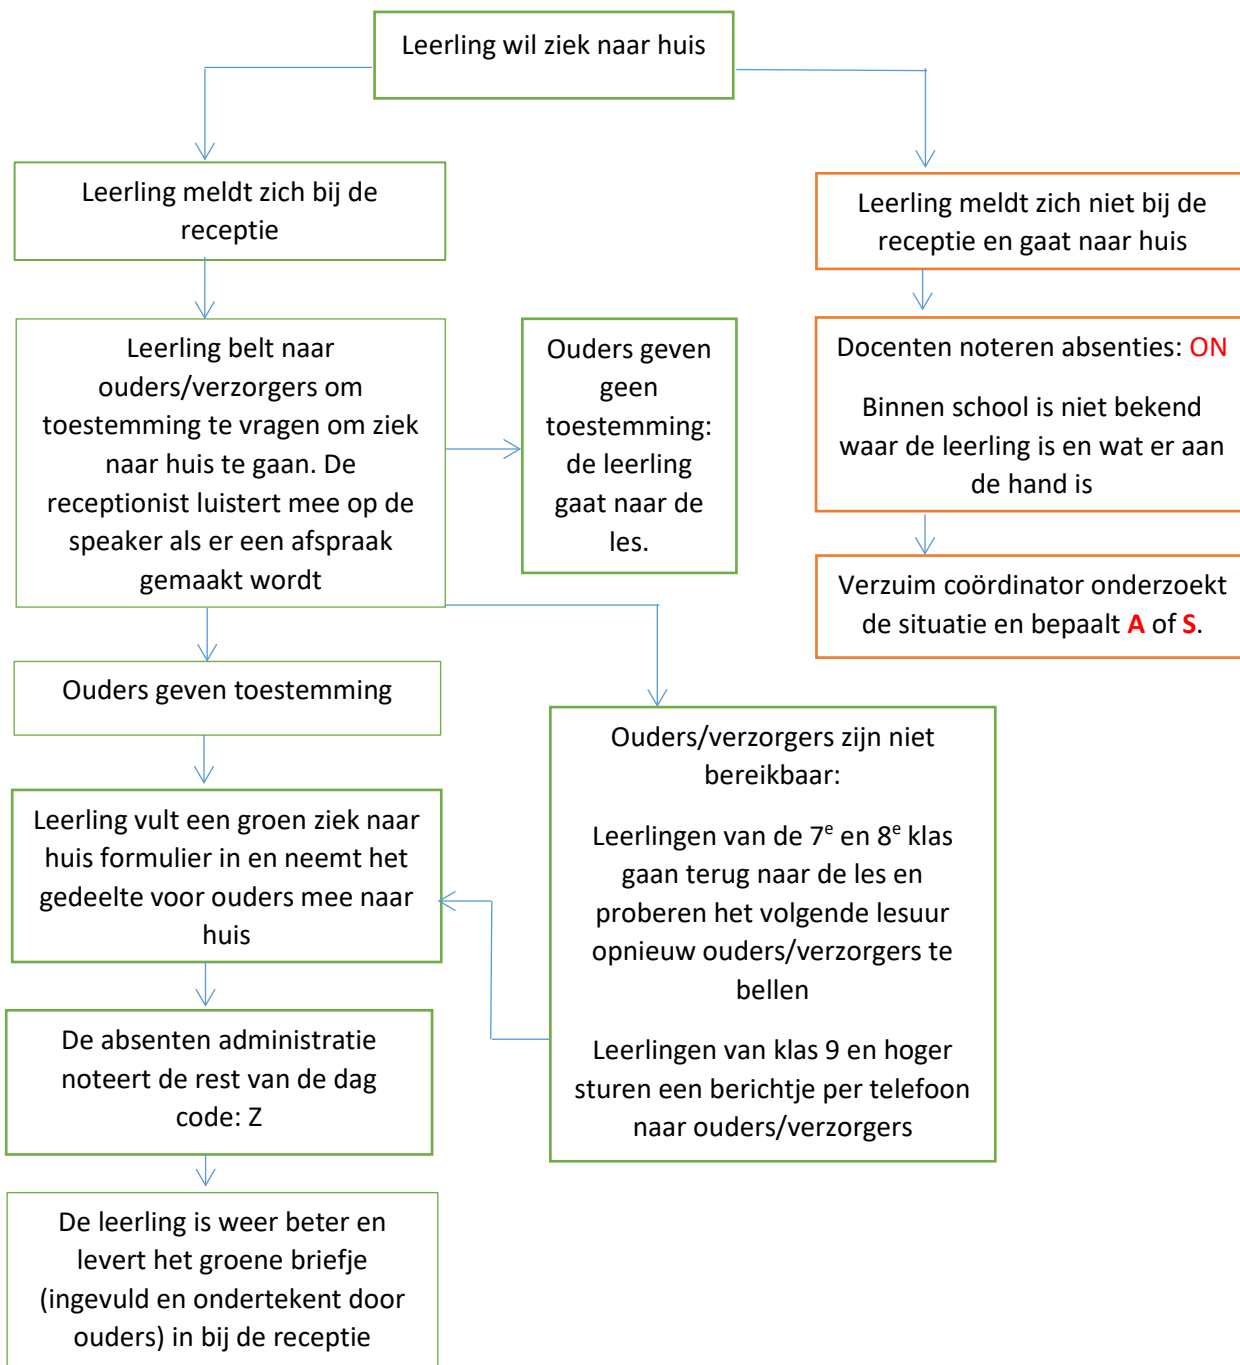 Leerling wil ziek naar huis
Leerling meldt zich bij de
receptie
Leerling meldt zich niet bij de
receptie en gaat naar huis
Leerling belt naar
ouders/verzorgers om
toestemming te vragen om ziek
naar huis te gaan. De
receptionist luistert mee op de
speaker als er een afspraak
gemaakt wordt
Ouders geven
geen
toestemming:
de leerling
gaat naar de
les.
Docenten noteren absenties: ON
Binnen school is niet bekend
waar de leerling is en wat er aan
de hand is
Verzuim coördinator onderzoekt
de situatie en bepaalt A of S.
Ouders geven toestemming
Ouders/verzorgers zijn niet
bereikbaar:
Leerlingen van de 7e en 8e klas
gaan terug naar de les en
proberen het volgende lesuur
opnieuw ouders/verzorgers te
bellen
Leerlingen van klas 9 en hoger
sturen een berichtje per telefoon
naar ouders/verzorgers
Leerling vult een groen ziek naar
huis formulier in en neemt het
gedeelte voor ouders mee naar
huis
De absenten administratie
noteert de rest van de dag
code: Z
De leerling is weer beter en
levert het groene briefje
(ingevuld en ondertekent door
ouders) in bij de receptie